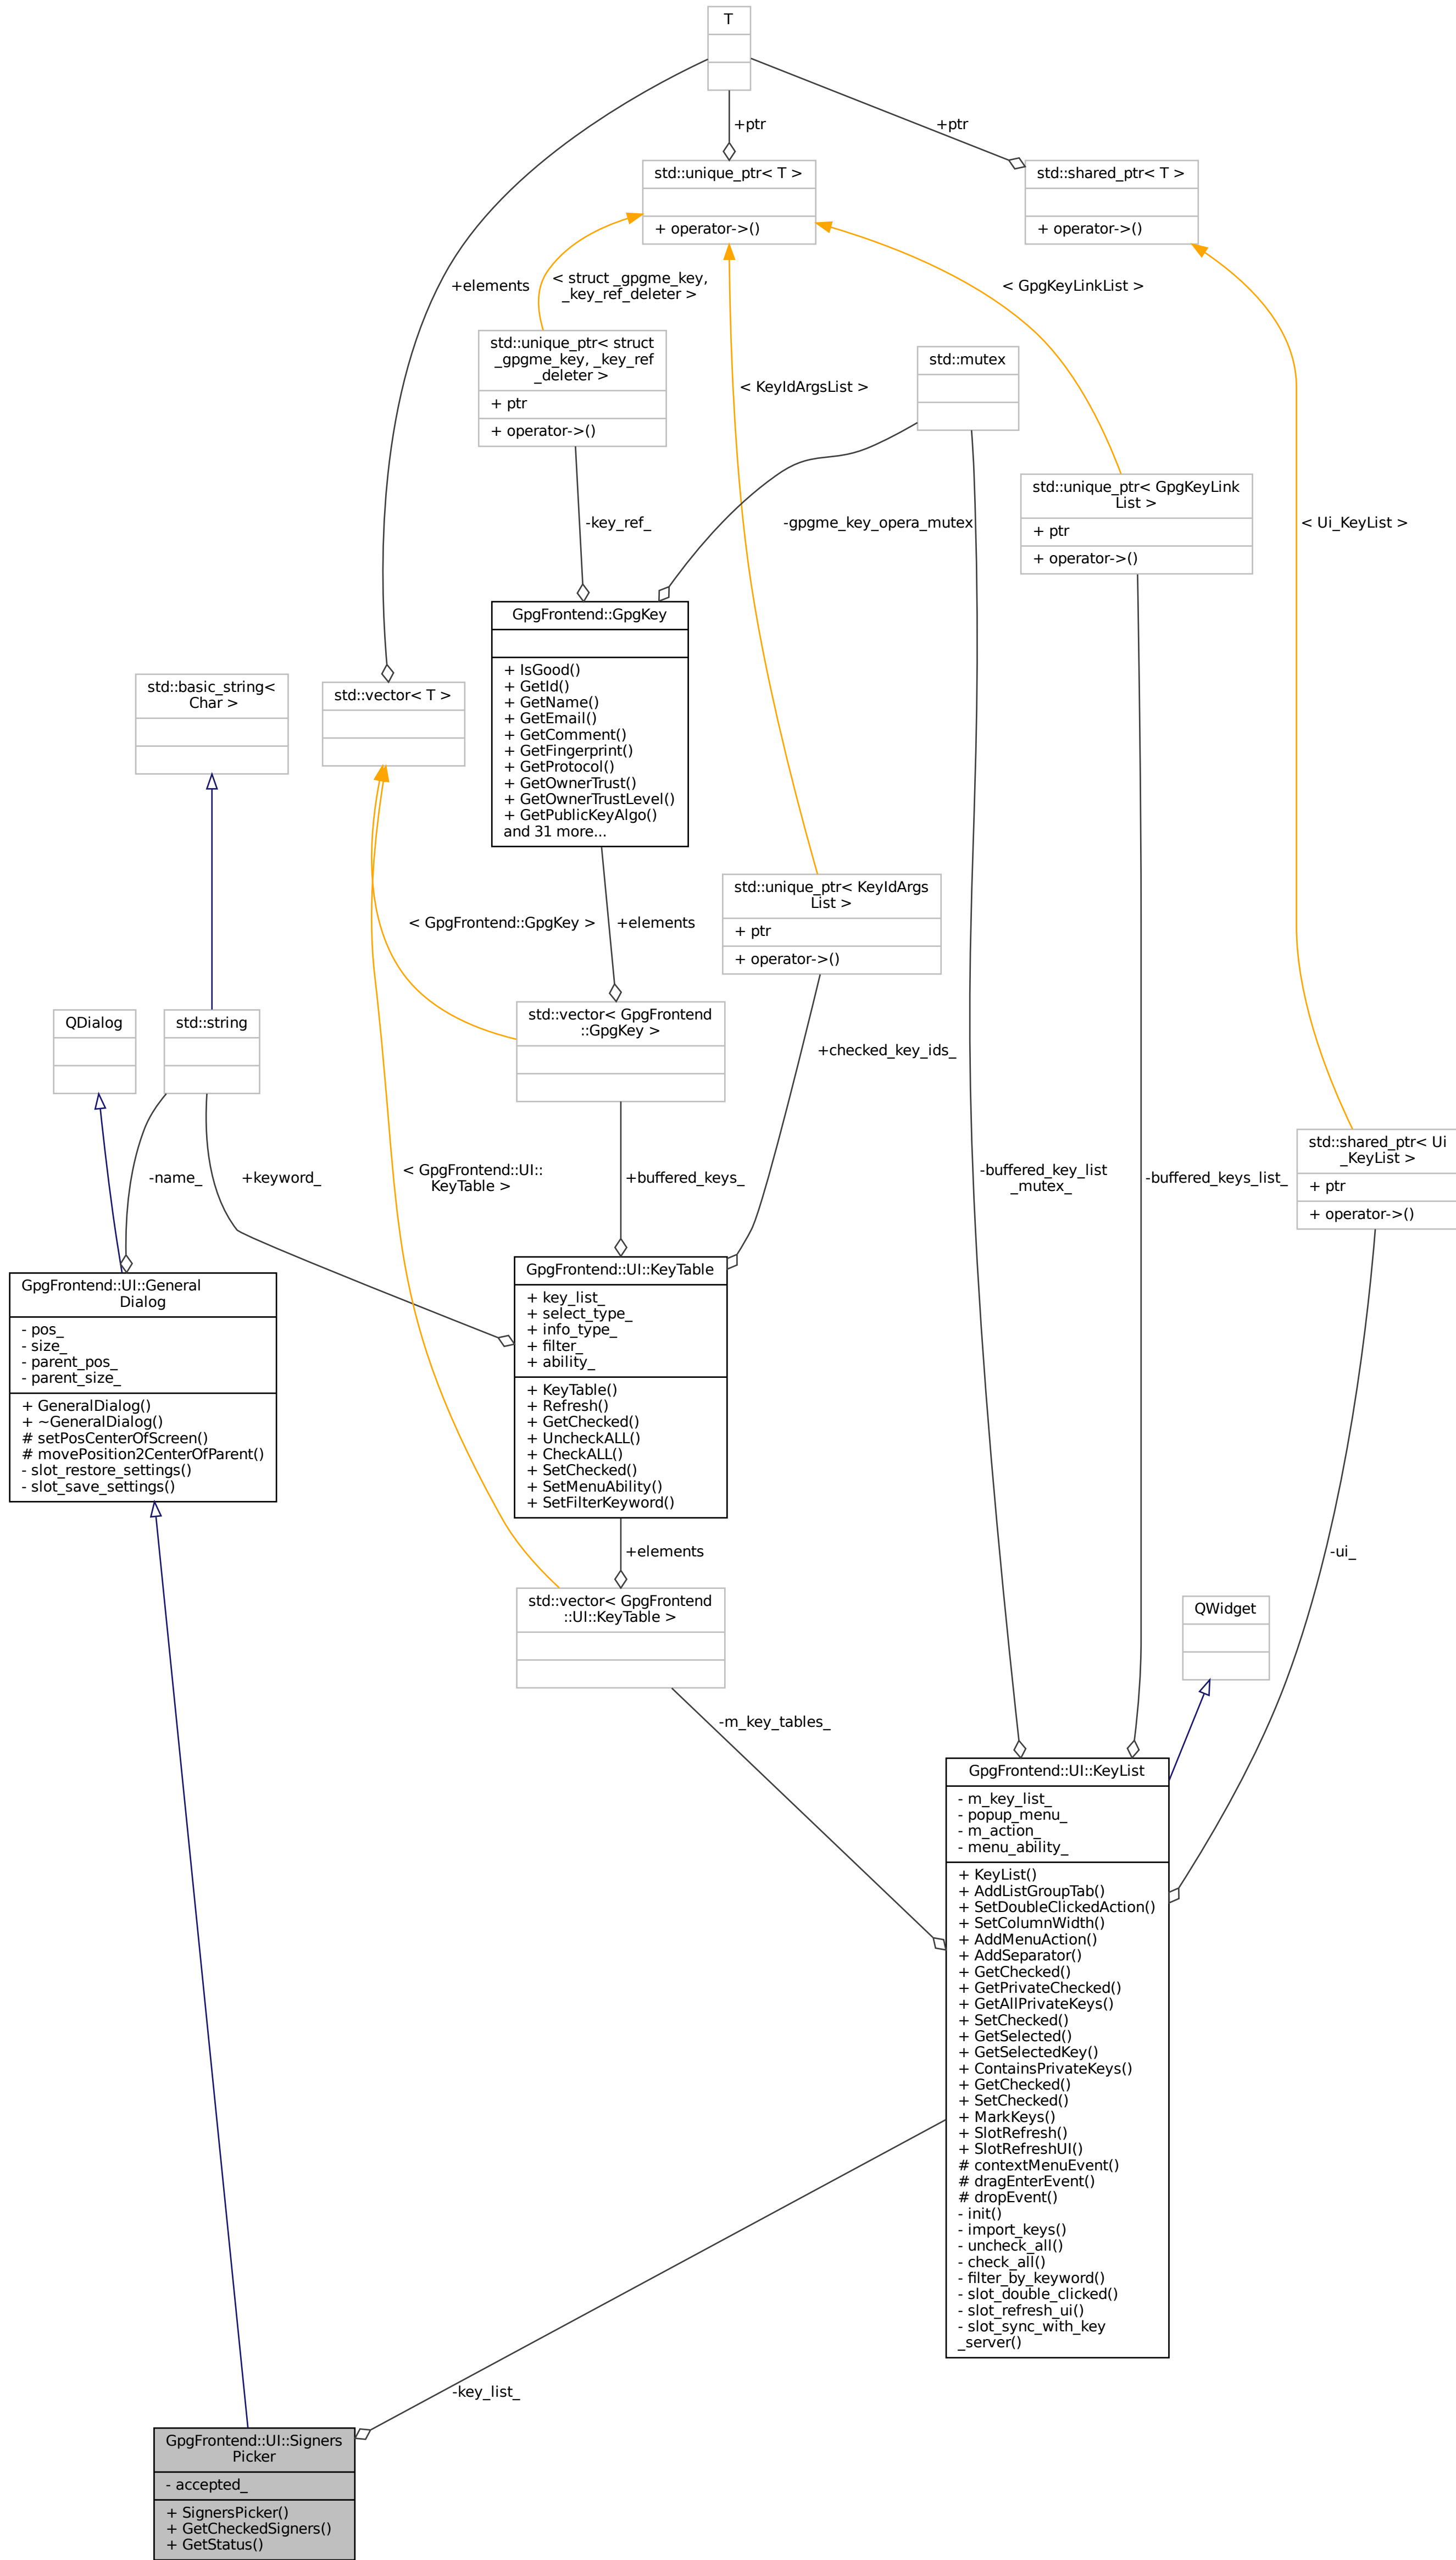 T
+ptr
+ptr
std::unique_ptr< T >
+ operator->()
std::shared_ptr< T >
+ operator->()
+elements
< struct _gpgme_key,
_key_ref_deleter >
< GpgKeyLinkList >
std::unique_ptr< struct
_gpgme_key, _key_ref
_deleter >
+ ptr
+ operator->()
std::mutex
< KeyIdArgsList >
std::unique_ptr< GpgKeyLink
List >
+ ptr
+ operator->()
-key_ref_
-gpgme_key_opera_mutex
< Ui_KeyList >
GpgFrontend::GpgKey
+ IsGood()
+ GetId()
+ GetName()
+ GetEmail()
+ GetComment()
+ GetFingerprint()
+ GetProtocol()
+ GetOwnerTrust()
+ GetOwnerTrustLevel()
+ GetPublicKeyAlgo()
and 31 more...
std::basic_string<
Char >
std::vector< T >
std::unique_ptr< KeyIdArgs
List >
+ ptr
+ operator->()
< GpgFrontend::GpgKey >
+elements
QDialog
std::string
std::vector< GpgFrontend
::GpgKey >
+checked_key_ids_
std::shared_ptr< Ui
_KeyList >
+ ptr
+ operator->()
-name_
+keyword_
< GpgFrontend::UI::
KeyTable >
+buffered_keys_
-buffered_key_list
_mutex_
-buffered_keys_list_
GpgFrontend::UI::General
Dialog
- pos_
- size_
- parent_pos_
- parent_size_
+ GeneralDialog()
+ ~GeneralDialog()
# setPosCenterOfScreen()
# movePosition2CenterOfParent()
- slot_restore_settings()
- slot_save_settings()
GpgFrontend::UI::KeyTable
+ key_list_
+ select_type_
+ info_type_
+ filter_
+ ability_
+ KeyTable()
+ Refresh()
+ GetChecked()
+ UncheckALL()
+ CheckALL()
+ SetChecked()
+ SetMenuAbility()
+ SetFilterKeyword()
+elements
-ui_
std::vector< GpgFrontend
::UI::KeyTable >
QWidget
-m_key_tables_
GpgFrontend::UI::KeyList
- m_key_list_
- popup_menu_
- m_action_
- menu_ability_
+ KeyList()
+ AddListGroupTab()
+ SetDoubleClickedAction()
+ SetColumnWidth()
+ AddMenuAction()
+ AddSeparator()
+ GetChecked()
+ GetPrivateChecked()
+ GetAllPrivateKeys()
+ SetChecked()
+ GetSelected()
+ GetSelectedKey()
+ ContainsPrivateKeys()
+ GetChecked()
+ SetChecked()
+ MarkKeys()
+ SlotRefresh()
+ SlotRefreshUI()
# contextMenuEvent()
# dragEnterEvent()
# dropEvent()
- init()
- import_keys()
- uncheck_all()
- check_all()
- filter_by_keyword()
- slot_double_clicked()
- slot_refresh_ui()
- slot_sync_with_key
_server()
-key_list_
GpgFrontend::UI::Signers
Picker
- accepted_
+ SignersPicker()
+ GetCheckedSigners()
+ GetStatus()